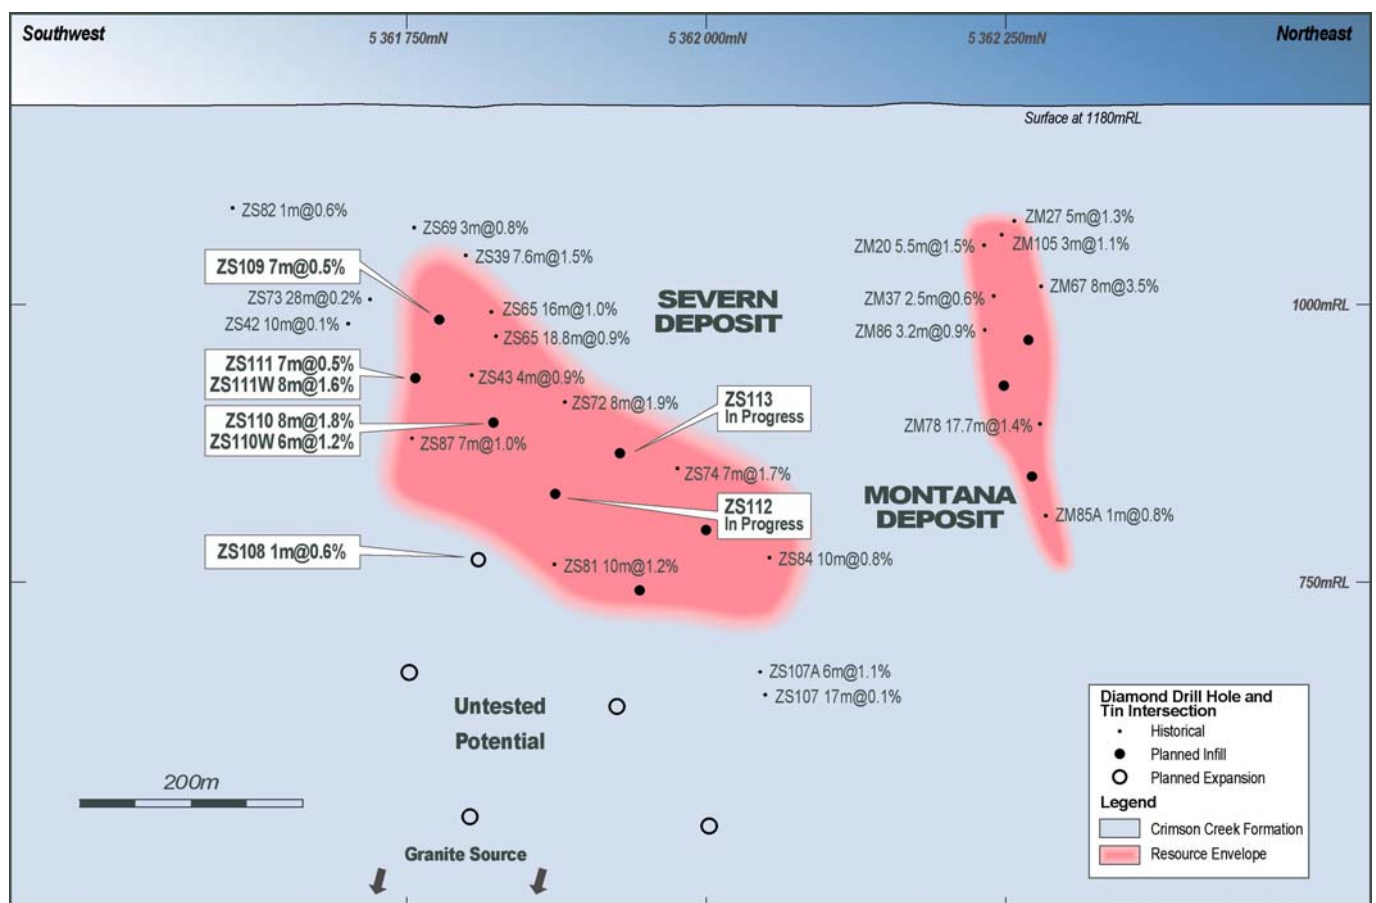 Southwest
5 361 750mN
5 362 000mN
5 362 250mN
Northeast
Surface at 1180mRL
ZS82 1m@0.6%
ZS69 3m@0.8%
ZM27 5m@1.3%
ZM20 5.5m@1.5%
ZM105 3m@1.1%
ZS39 7.6m@1.5%
ZS109 7m@0.5%
ZS73 28m@0.2%
ZM37 2.5m@0.6%
ZM67 8m@3.5%
SEVERN
DEPOSIT
1000mRL
ZS65 16m@1.0%
ZS42 10m@0.1%
ZS65 18.8m@0.9%
ZM86 3.2m@0.9%
ZS111 7m@0.5%
ZS111W 8m@1.6%
ZS43 4m@0.9%
ZS72 8m@1.9%
ZS113
In Progress
ZS110 8m@1.8%
ZS110W 6m@1.2%
ZS87 7m@1.0%
ZM78 17.7m@1.4%
ZS74 7m@1.7%
MONTANA
DEPOSIT
ZS112
In Progress
ZM85A 1m@0.8%
ZS108 1m@0.6%
ZS81 10m@1.2%
ZS84 10m@0.8%
750mRL
ZS107A 6m@1.1%
ZS107 17m@0.1%
Untested
Potential
200m
Granite Source
Diamond Drill Hole and
Tin Intersection
Historical
Planned Infill
Planned Expansion
Legend
Crimson Creek Formation
Resource Envelope